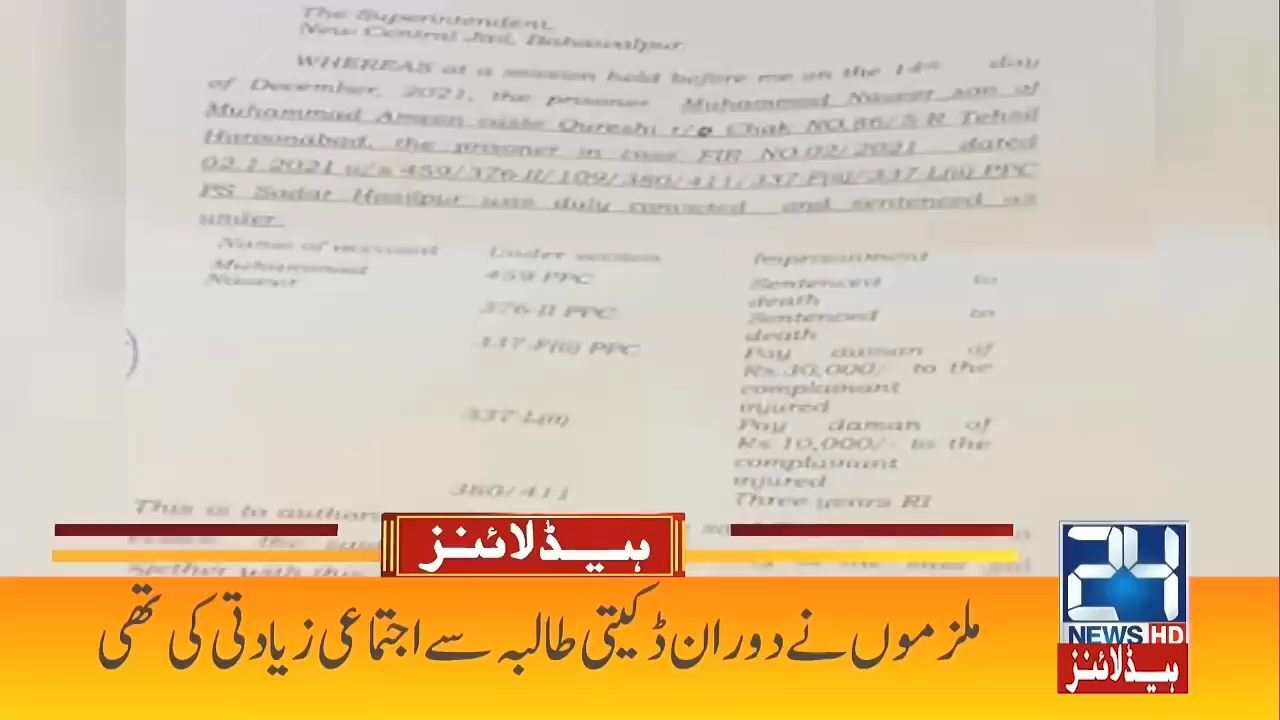 The Superintendent,
New Central Jail, Bahawalpur.
WHEREAS at a session held before me on the 14th day
of December, 2021, the prisoner Muhammad Naseer son of
Muhammad Ameen caste Qureshi r/o Chak NO.86/5 R Tehsil
Haroonabad, the prisoner in case FIR NO.02/2021 dated
02.1.2021 u/s 459/376-II/109/380/411/337-F(ii)/337-L(ii) PPC
PS Sadar Hasilpur was duly convicted and sentenced as
under.
Name of accused Under section Imprisonment
Muhammad Naseer 459-PPC Sentenced to death
376-II PPC Sentenced to death
337-F(ii) PPC Pay daman of
Rs.30,000/- to the
complainant
injured
337-L(ii) Pay daman of
Rs.10,000/- to the
complainant
injured
380/411 Three years RI
This is to
ہیڈلائنز
ملزموں نے دوران ڈکیتی طالبہ سے اجتماعی زیادتی کی تھی
24
NEWS HD
ہیڈلائنز